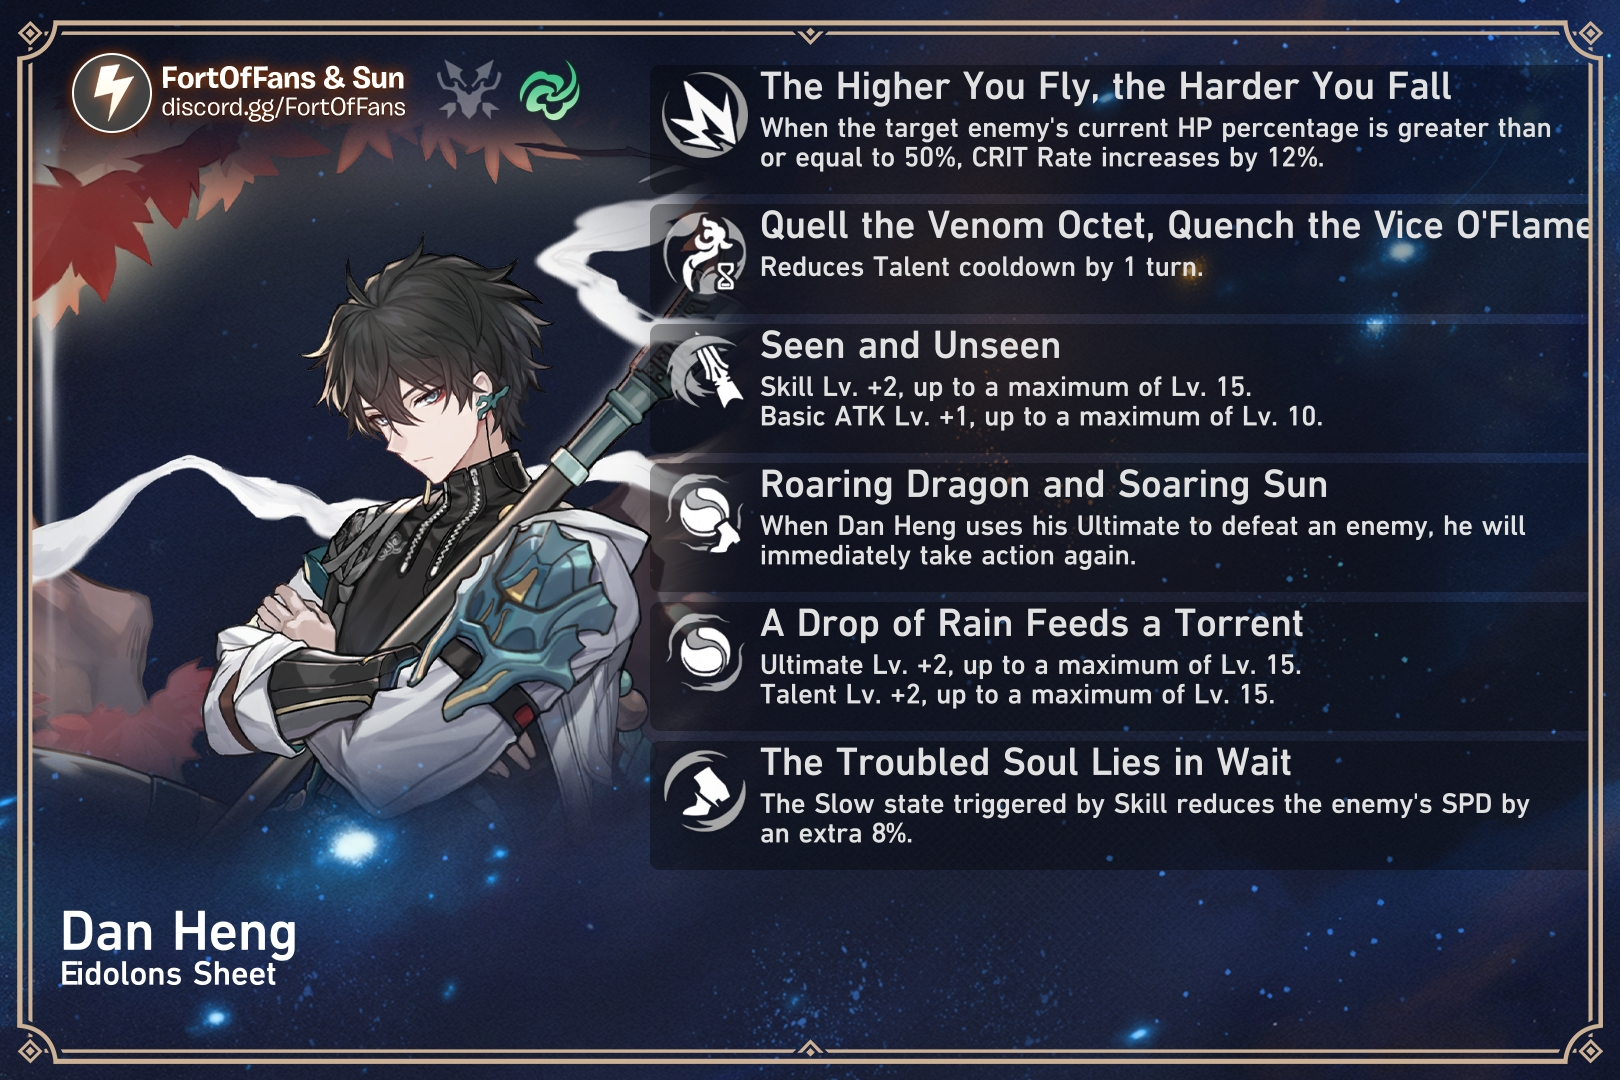 FortOfFans & Sun
discord.gg/FortOfFans
The Higher You Fly, the Harder You Fall
When the target enemy's current HP percentage is greater than
or equal to 50%, CRIT Rate increases by 12%.
Quell the Venom Octet, Quench the Vice O'Flame
Reduces Talent cooldown by 1 turn.
Seen and Unseen
Skill Lv. +2, up to a maximum of Lv. 15.
Basic ATK Lv. +1, up to a maximum of Lv. 10.
Roaring Dragon and Soaring Sun
When Dan Heng uses his Ultimate to defeat an enemy, he will
immediately take action again.
A Drop of Rain Feeds a Torrent
Ultimate Lv. +2, up to a maximum of Lv. 15.
Talent Lv. +2, up to a maximum of Lv. 15.
The Troubled Soul Lies in Wait
The Slow state triggered by Skill reduces the enemy's SPD by
an extra 8%.
Dan Heng
Eidolons Sheet